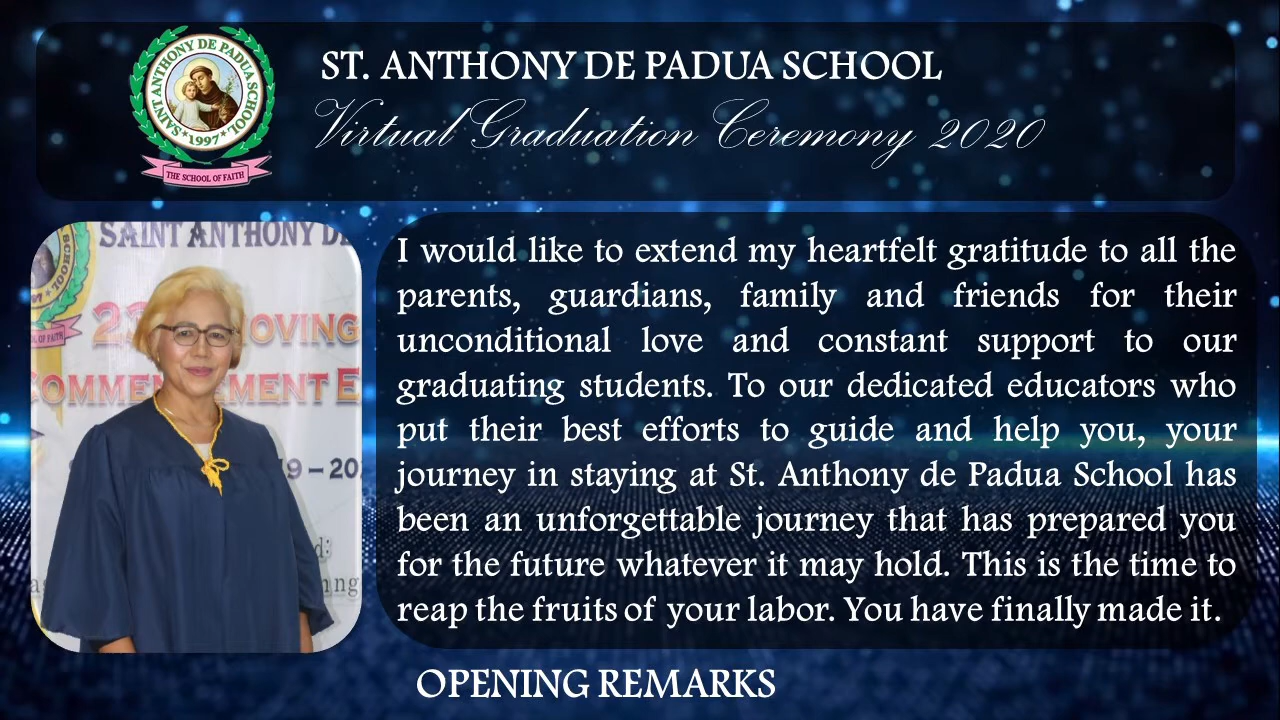 ST. ANTHONY DE PADUA SCHOOL
Virtual Graduation Ceremony 2020
SAINT ANTHONY DE PADUA SCHOOL
1997
THE SCHOOL OF FAITH
SAINT ANTHONY DE
I would like to extend my heartfelt gratitude to all the
parents, guardians, family and friends for their
unconditional love and constant support to our
graduating students. To our dedicated educators who
put their best efforts to guide and help you, your
journey in staying at St. Anthony de Padua School has
been an unforgettable journey that has prepared you
for the future whatever it may hold. This is the time to
reap the fruits of your labor. You have finally made it.
OPENING REMARKS